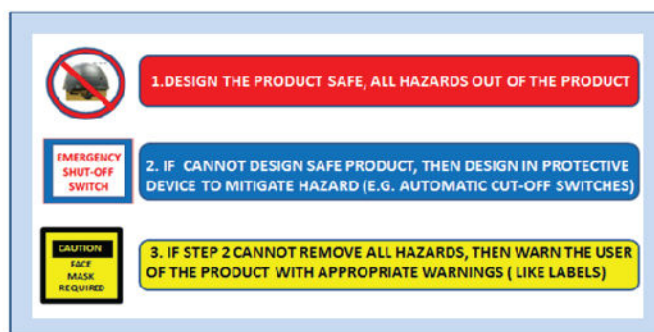 1.DESIGN THE PRODUCT SAFE, ALL HAZARDS OUT OF THE PRODUCT
EMERGENCY
SHUT-OFF
SWITCH
2. IF CANNOT DESIGN SAFE PRODUCT, THEN DESIGN IN PROTECTIVE
DEVICE TO MITIGATE HAZARD (E.G. AUTOMATIC CUT-OFF SWITCHES)
CAUTION
FACE
MASK
REQUIRED
3. IF STEP 2 CANNOT REMOVE ALL HAZARDS, THEN WARN THE USER
OF THE PRODUCT WITH APPROPRIATE WARNINGS ( LIKE LABELS)